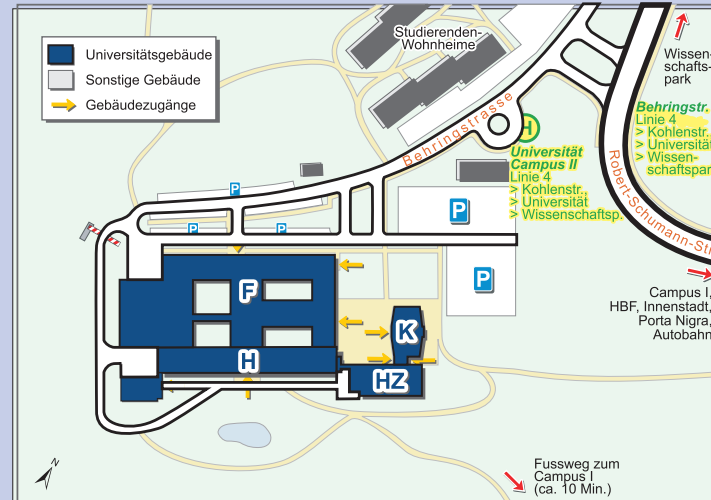 Studierenden-
Wohnheime
Universitätsgebäude
Sonstige Gebäude
Gebäudezugänge
Wissen-
schafts-
park
Behringstr.
Linie 4
> Kohlenstr.
> Universität
> Wissen-
schaftspar
Behringstrasse
H
Universität
Campus II
Linie 4
> Kohlenstr.,
> Universität
> Wissenschaftsp.
Robert-Schumann-Str
P
P
P
P
P
F
K
H
HZ
Campus I,
HBF, Innenstadt,
Porta Nigra,
Autobahn
N
Fussweg zum
Campus I
(ca. 10 Min.)